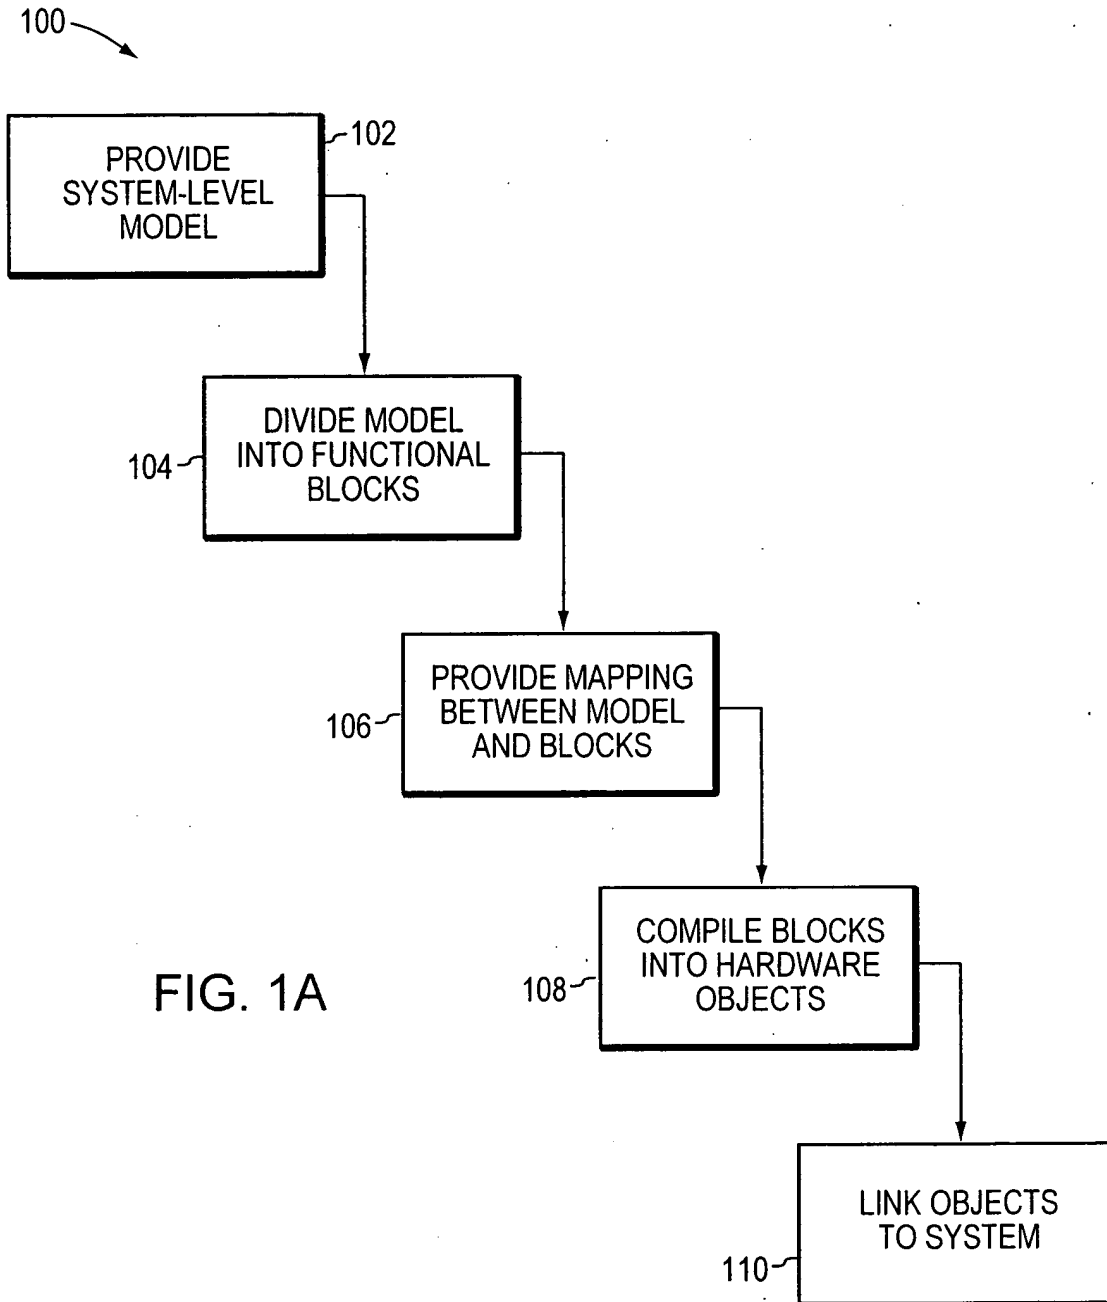 100
102
PROVIDE
SYSTEM-LEVEL
MODEL
104
DIVIDE MODEL
INTO FUNCTIONAL
BLOCKS
106
PROVIDE MAPPING
BETWEEN MODEL
AND BLOCKS
108
COMPILE BLOCKS
INTO HARDWARE
OBJECTS
FIG. 1A
110
LINK OBJECTS
TO SYSTEM